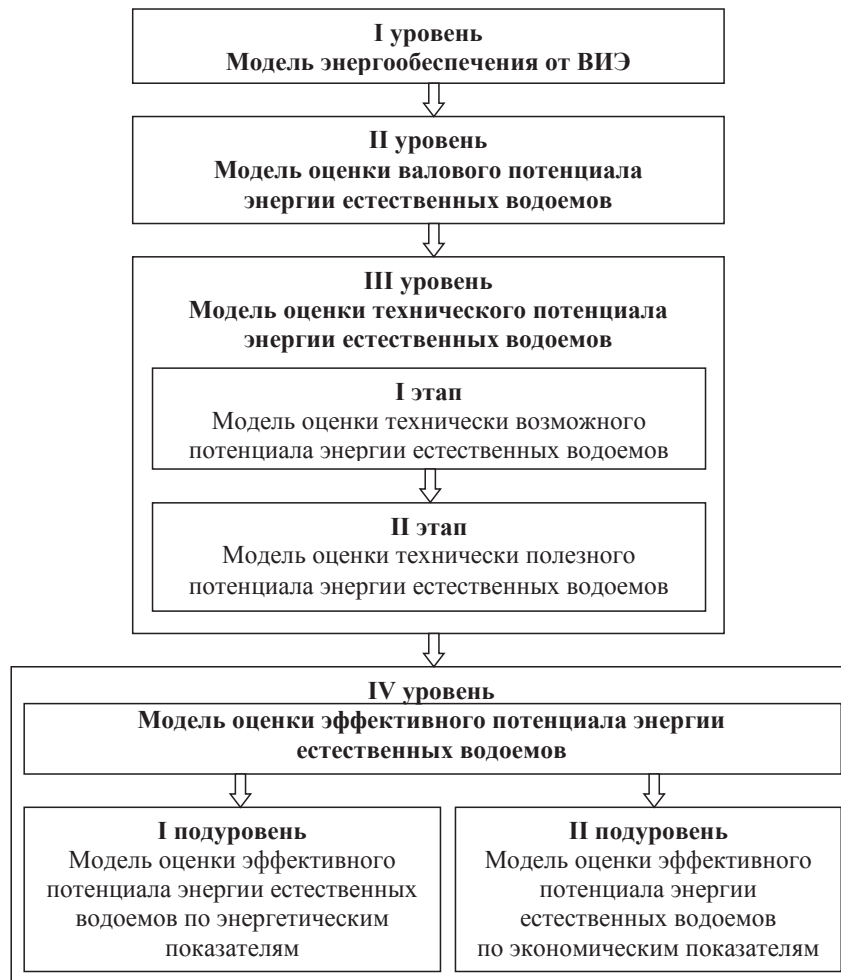 I уровень
Модель энергообеспечения от ВИЭ
II уровень
Модель оценки валового потенциала
энергии естественных водоемов
III уровень
Модель оценки технического потенциала
энергии естественных водоемов
I этап
Модель оценки технически возможного
потенциала энергии естественных водоемов
II этап
Модель оценки технически полезного
потенциала энергии естественных водоемов
IV уровень
Модель оценки эффективного потенциала энергии
естественных водоемов
I подуровень
Модель оценки эффективного
потенциала энергии естественных
водоемов по энергетическим
показателям
II подуровень
Модель оценки эффективного
потенциала энергии
естественных водоемов
по экономическим показателям